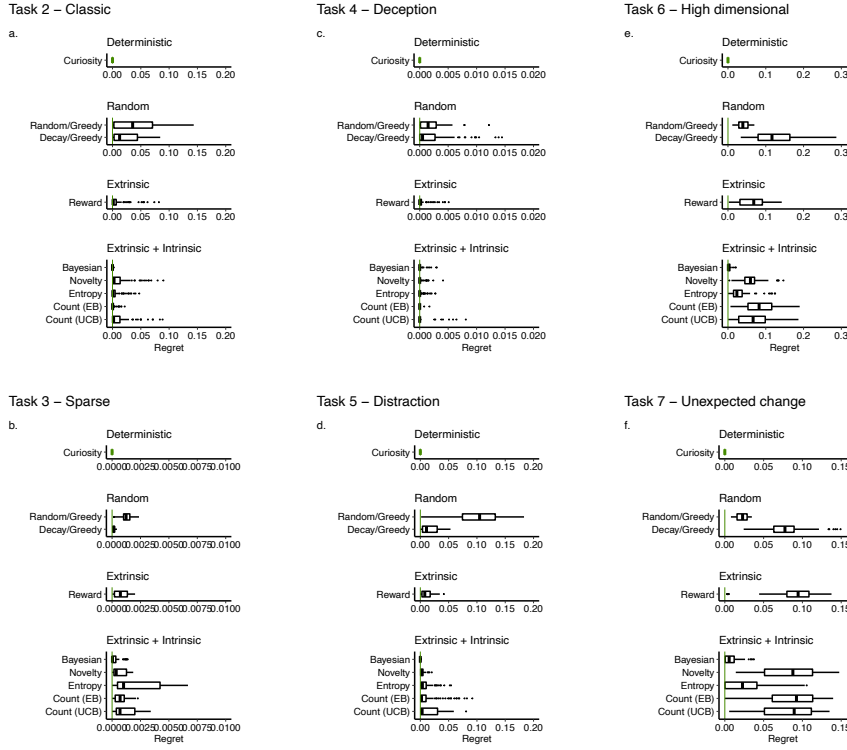 Task 2 – Classic
a.
Deterministic
Curiosity
0.00 0.05 0.10 0.15 0.20
Random
Random/Greedy
Decay/Greedy
0.00 0.05 0.10 0.15 0.20
Extrinsic
Reward
0.00 0.05 0.10 0.15 0.20
Extrinsic + Intrinsic
Bayesian
Novelty
Entropy
Count (EB)
Count (UCB)
0.00 0.05 0.10 0.15 0.20
Regret
Task 4 – Deception
c.
Deterministic
Curiosity
0.000 0.05 0.10 0.15 0.20
Random
Random/Greedy
Decay/Greedy
0.000 0.05 0.10 0.15 0.20
Extrinsic
Reward
0.000 0.05 0.10 0.15 0.20
Extrinsic + Intrinsic
Bayesian
Novelty
Entropy
Count (EB)
Count (UCB)
0.000 0.05 0.10 0.15 0.20
Regret
Task 6 – High dimensional
e.
Deterministic
Curiosity
0.0 0.1 0.2 0.3
Random
Random/Greedy
Decay/Greedy
0.0 0.1 0.2 0.3
Extrinsic
Reward
0.0 0.1 0.2 0.3
Extrinsic + Intrinsic
Bayesian
Novelty
Entropy
Count (EB)
Count (UCB)
0.0 0.1 0.2 0.3
Regret
Task 3 – Sparse
b.
Deterministic
Curiosity
0.0000 0.0025 0.0050 0.0075 0.0100
Random
Random/Greedy
Decay/Greedy
0.0000 0.0025 0.0050 0.0075 0.0100
Extrinsic
Reward
0.0000 0.0025 0.0050 0.0075 0.0100
Extrinsic + Intrinsic
Bayesian
Novelty
Entropy
Count (EB)
Count (UCB)
0.0000 0.0025 0.0050 0.0075 0.0100
Regret
Task 5 – Distraction
d.
Deterministic
Curiosity
0.00 0.05 0.10 0.15 0.20
Random
Random/Greedy
Decay/Greedy
0.00 0.05 0.10 0.15 0.20
Extrinsic
Reward
0.00 0.05 0.10 0.15 0.20
Extrinsic + Intrinsic
Bayesian
Novelty
Entropy
Count (EB)
Count (UCB)
0.00 0.05 0.10 0.15 0.20
Regret
Task 7 – Unexpected change
f.
Deterministic
Curiosity
0.00 0.05 0.10 0.15
Random
Random/Greedy
Decay/Greedy
0.00 0.05 0.10 0.15
Extrinsic
Reward
0.00 0.05 0.10 0.15
Extrinsic + Intrinsic
Bayesian
Novelty
Entropy
Count (EB)
Count (UCB)
0.00 0.05 0.10 0.15
Regret